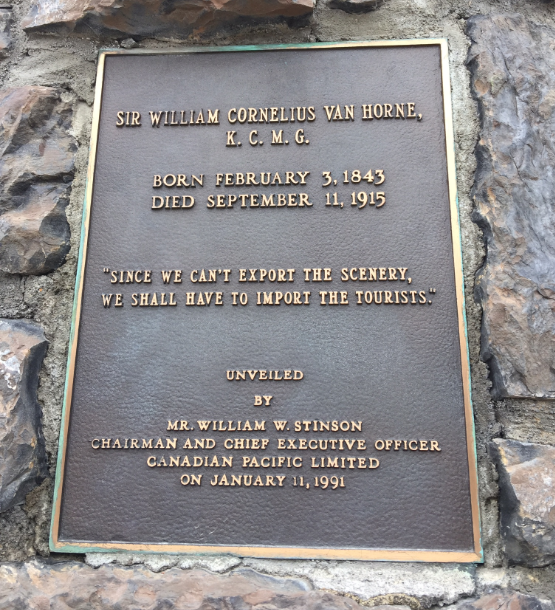 SIR WILLIAM CORNELIUS VAN HORNE,
K. C. M. G.
BORN FEBRUARY 3, 1843
DIED SEPTEMBER 11, 1915
"SINCE WE CAN'T EXPORT THE SCENERY,
WE SHALL HAVE TO IMPORT THE TOURISTS."
UNVEILED
BY
MR. WILLIAM W. STINSON
CHAIRMAN AND CHIEF EXECUTIVE OFFICER
CANADIAN PACIFIC LIMITED
ON JANUARY 11, 1991